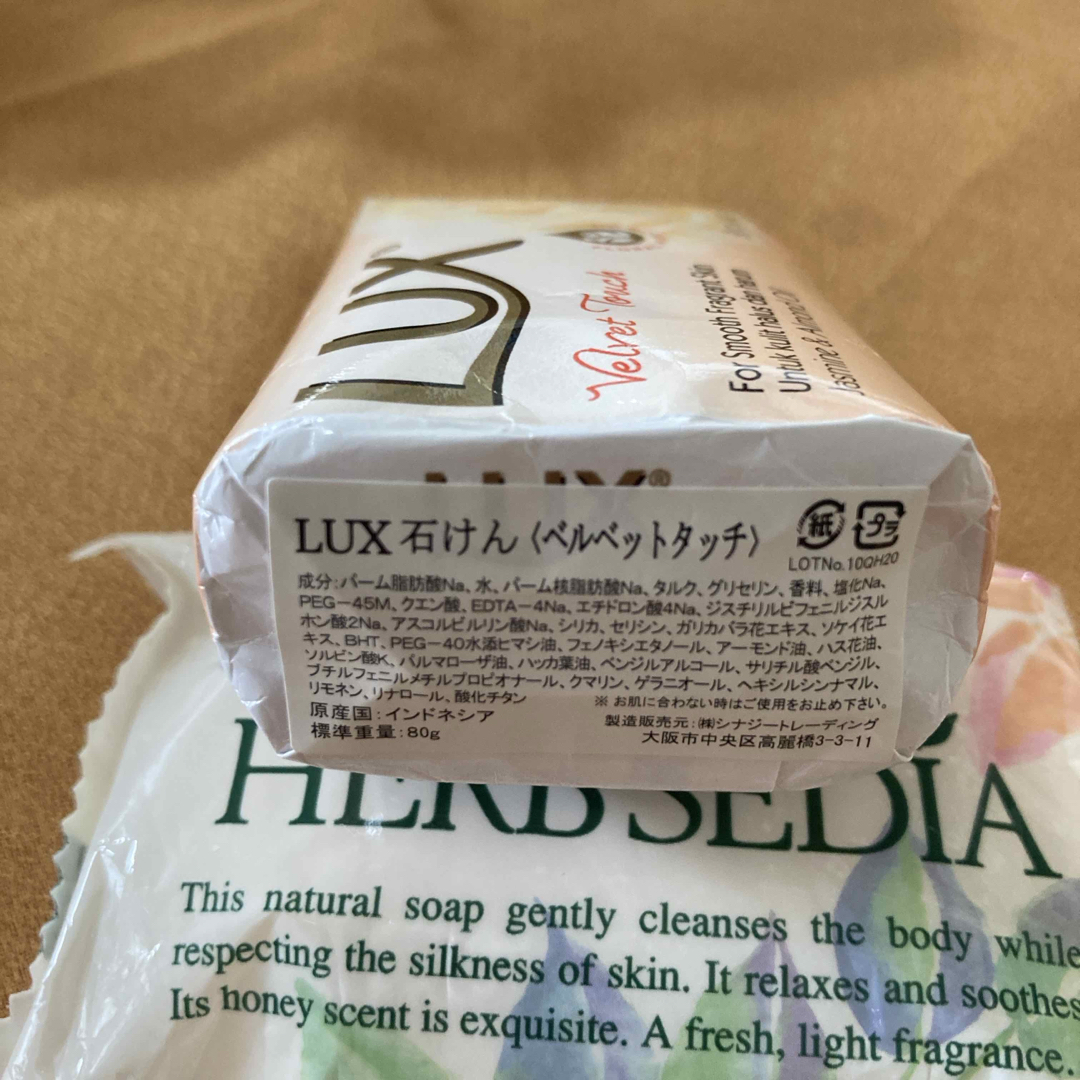 LUX
Velvet Touch
For Smooth Fragrant Skin
Untuk kulit halus dan harum
Jasmine & Almond Oil
LUX®
LUX 石けん〈ベルベットタッチ〉
紙 プラ
LOTNo.10QH20
成分:パーム脂肪酸Na、水、パーム核脂肪酸Na、タルク、グリセリン、香料、塩化Na、
PEG-45M、クエン酸、EDTA-4Na、エチドロン酸4Na、ジスチリルビフェニルジスル
ホン酸2Na、アスコルビルリン酸Na、シリカ、セリシン、ガリカバラ花エキス、ソケイ花エ
キス、BHT、PEG-40水添ヒマシ油、フェノキシエタノール、アーモンド油、ハス花油、
ソルビン酸K、パルマローザ油、ハッカ葉油、ベンジルアルコール、サリチル酸ベンジル、
ブチルフェニルメチルプロピオナール、クマリン、ゲラニオール、ヘキシルシンナマル、
リモネン、リナロール、酸化チタン
※ お肌に合わない時はご使用をお止め下さい。
原産国:インドネシア
製造販売元:㈱シナジートレーディング
標準重量:80g
大阪市中央区高麗橋3-3-11
HERB SEDIA
This natural soap gently cleanses the body while
respecting the silkness of skin. It relaxes and soothes
Its honey scent is exquisite. A fresh, light fragrance.